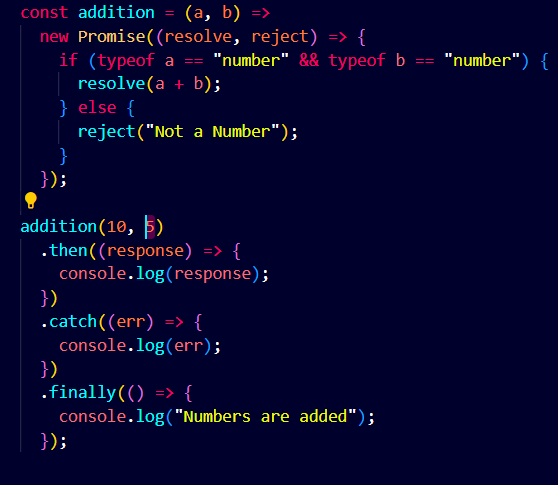 const addition = (a, b) =>
  new Promise((resolve, reject) => {
    if (typeof a == "number" && typeof b == "number") {
      resolve(a + b);
    } else {
      reject("Not a Number");
    }
  });

addition(10, 5)
  .then((response) => {
    console.log(response);
  })
  .catch((err) => {
    console.log(err);
  })
  .finally(() => {
    console.log("Numbers are added");
  });